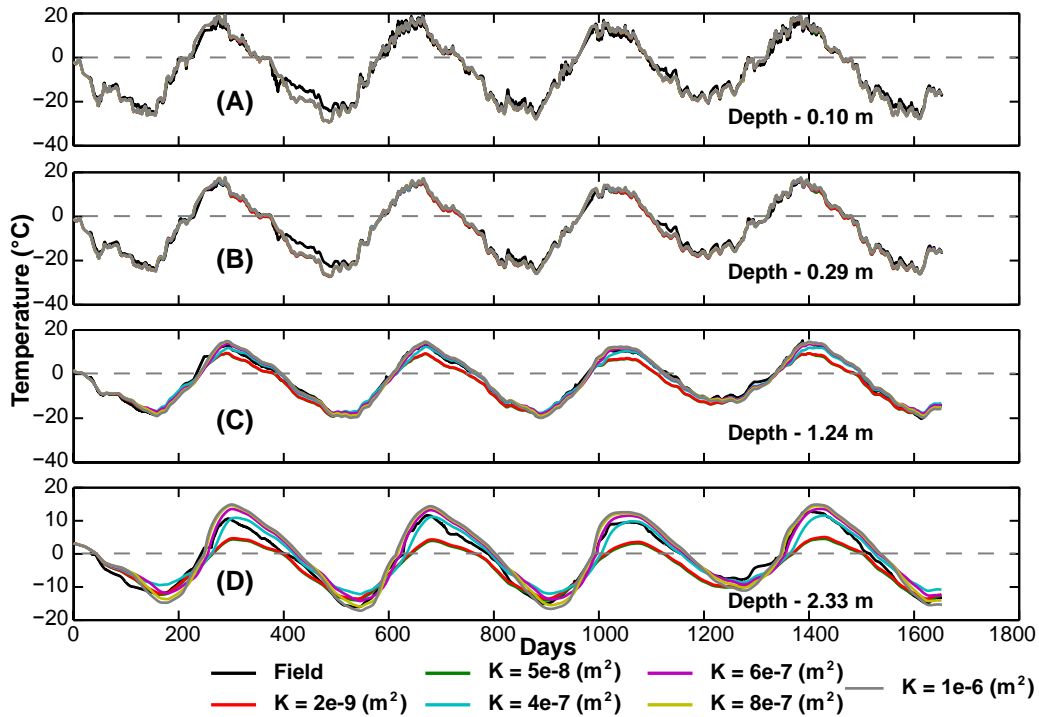 20
0
−20
−40
(A)
Depth - 0.10 m
20
0
−20
−40
(B)
Depth - 0.29 m
20
0
−20
−40
(C)
Depth - 1.24 m
20
10
0
−10
−20
(D)
Depth - 2.33 m
Temperature (°C)
0 200 400 600 800 1000 1200 1400 1600 1800
Days
Field K = 5e-8 (m²) K = 6e-7 (m²) K = 1e-6 (m²)
K = 2e-9 (m²) K = 4e-7 (m²) K = 8e-7 (m²)